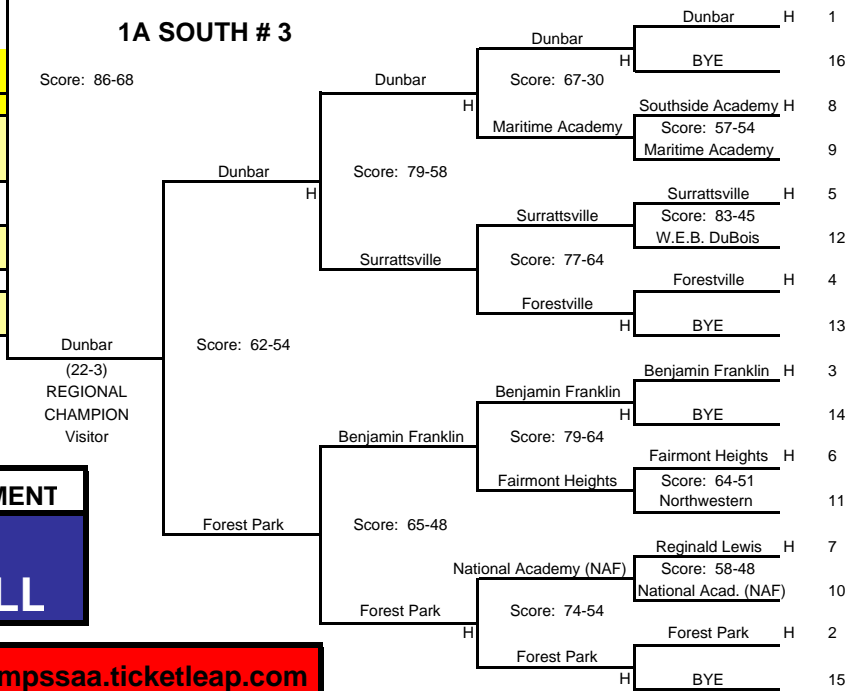 1A SOUTH # 3
Dunbar H 1
Dunbar
H BYE 16
Score: 86-68
Dunbar
Score: 67-30
H
Southside Academy H 8
Maritime Academy
Score: 57-54
Maritime Academy 9
Dunbar
H
Score: 79-58
Surrattsville H 5
Surrattsville
Score: 83-45
W.E.B. DuBois 12
Surrattsville
Score: 77-64
Forestville H 4
Forestville
H BYE 13
Dunbar
Score: 62-54
(22-3)
REGIONAL
CHAMPION
Visitor
Benjamin Franklin H 3
Benjamin Franklin
H BYE 14
Benjamin Franklin
Score: 79-64
Fairmont Heights H 6
Fairmont Heights
Score: 64-51
Northwestern 11
MENT
LL
Forest Park
Score: 65-48
Reginald Lewis H 7
National Academy (NAF)
Score: 58-48
National Acad. (NAF) 10
Forest Park
H
Score: 74-54
Forest Park H 2
Forest Park
H BYE 15
mpssaa.ticketleap.com